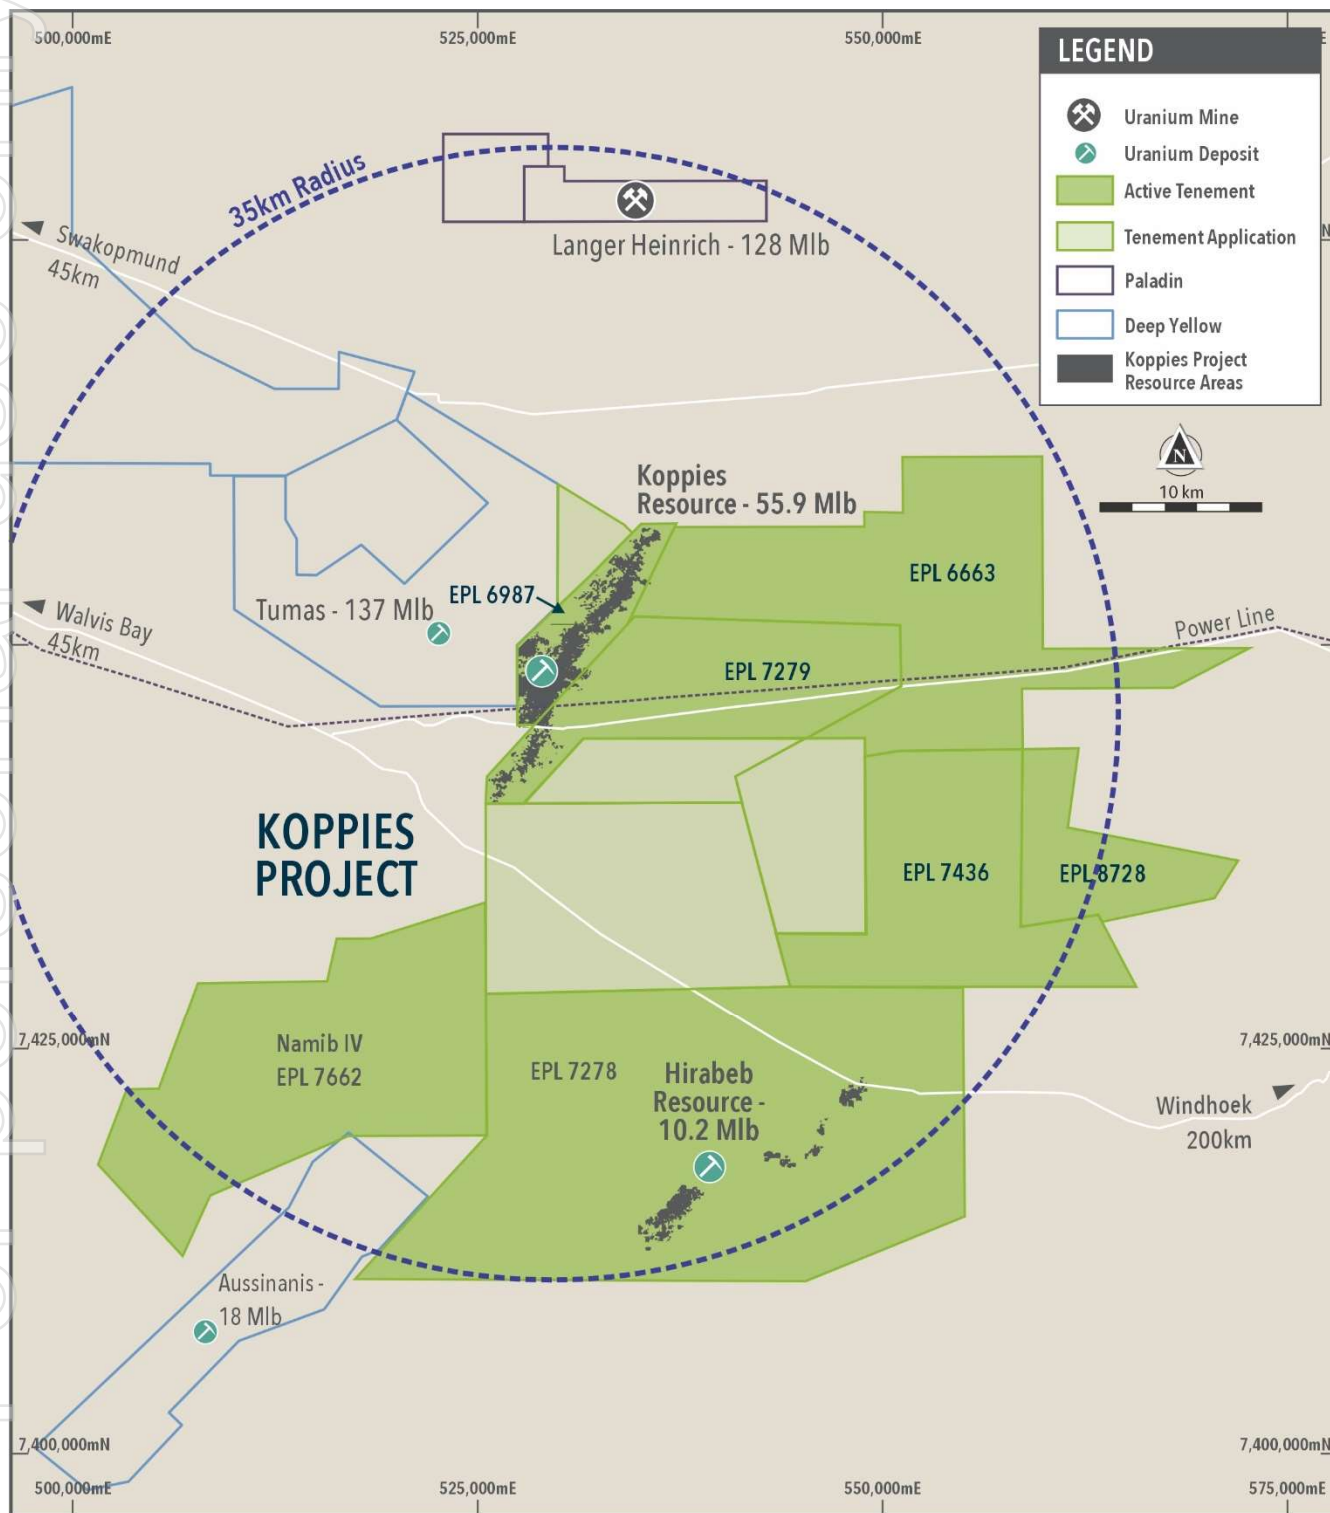 500,000mE
525,000mE
550,000mE
LEGEND
Uranium Mine
Uranium Deposit
Active Tenement
Tenement Application
Paladin
Deep Yellow
Koppies Project
Resource Areas
35km Radius
Swakopmund
45km
Langer Heinrich - 128 Mlb
N
10 km
Koppies
Resource - 55.9 Mlb
EPL 6663
EPL 6987
Tumas - 137 Mlb
Walvis Bay
45km
Power Line
EPL 7279
KOPPIES
PROJECT
EPL 7436
EPL 8728
7,425,000mN
7,425,000mN
Namib IV
EPL 7662
EPL 7278
Hirabeb
Resource -
10.2 Mlb
Windhoek
200km
Aussinanis -
18 Mlb
7,400,000mN
7,400,000mN
500,000mE
525,000mE
550,000mE
575,000mE